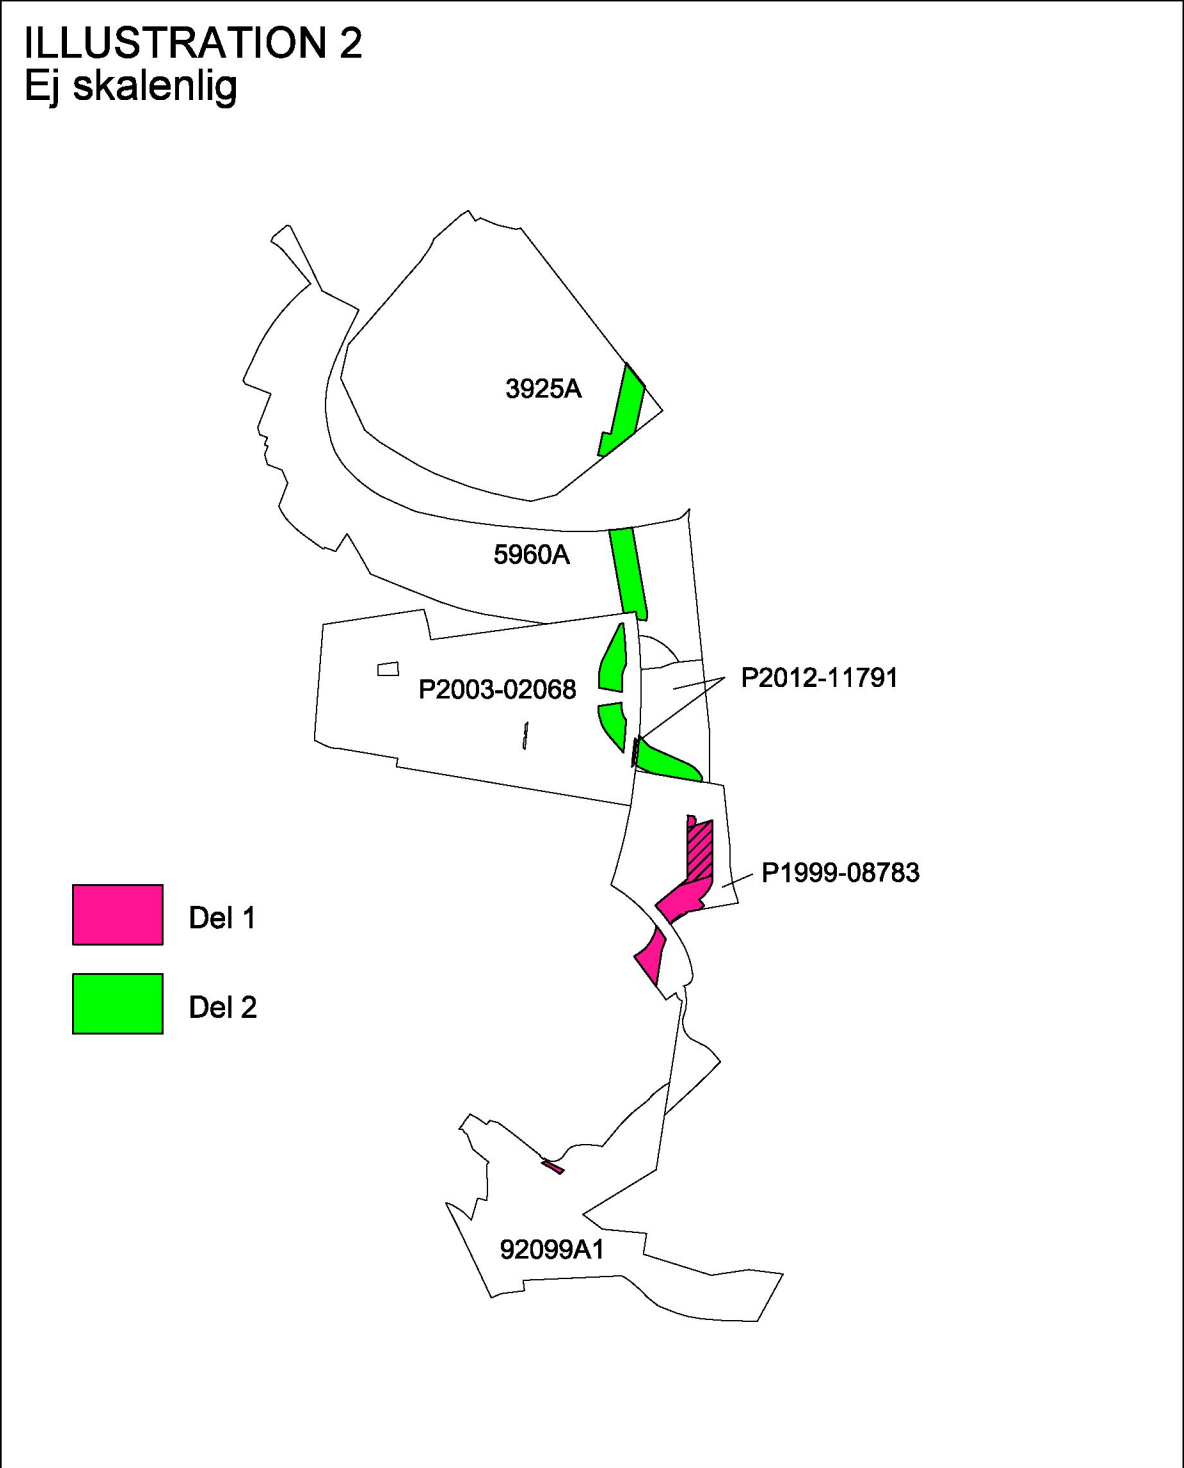 ILLUSTRATION 2
Ej skalenlig
3925A
5960A
P2003-02068
P2012-11791
P1999-08783
Del 1
Del 2
92099A1